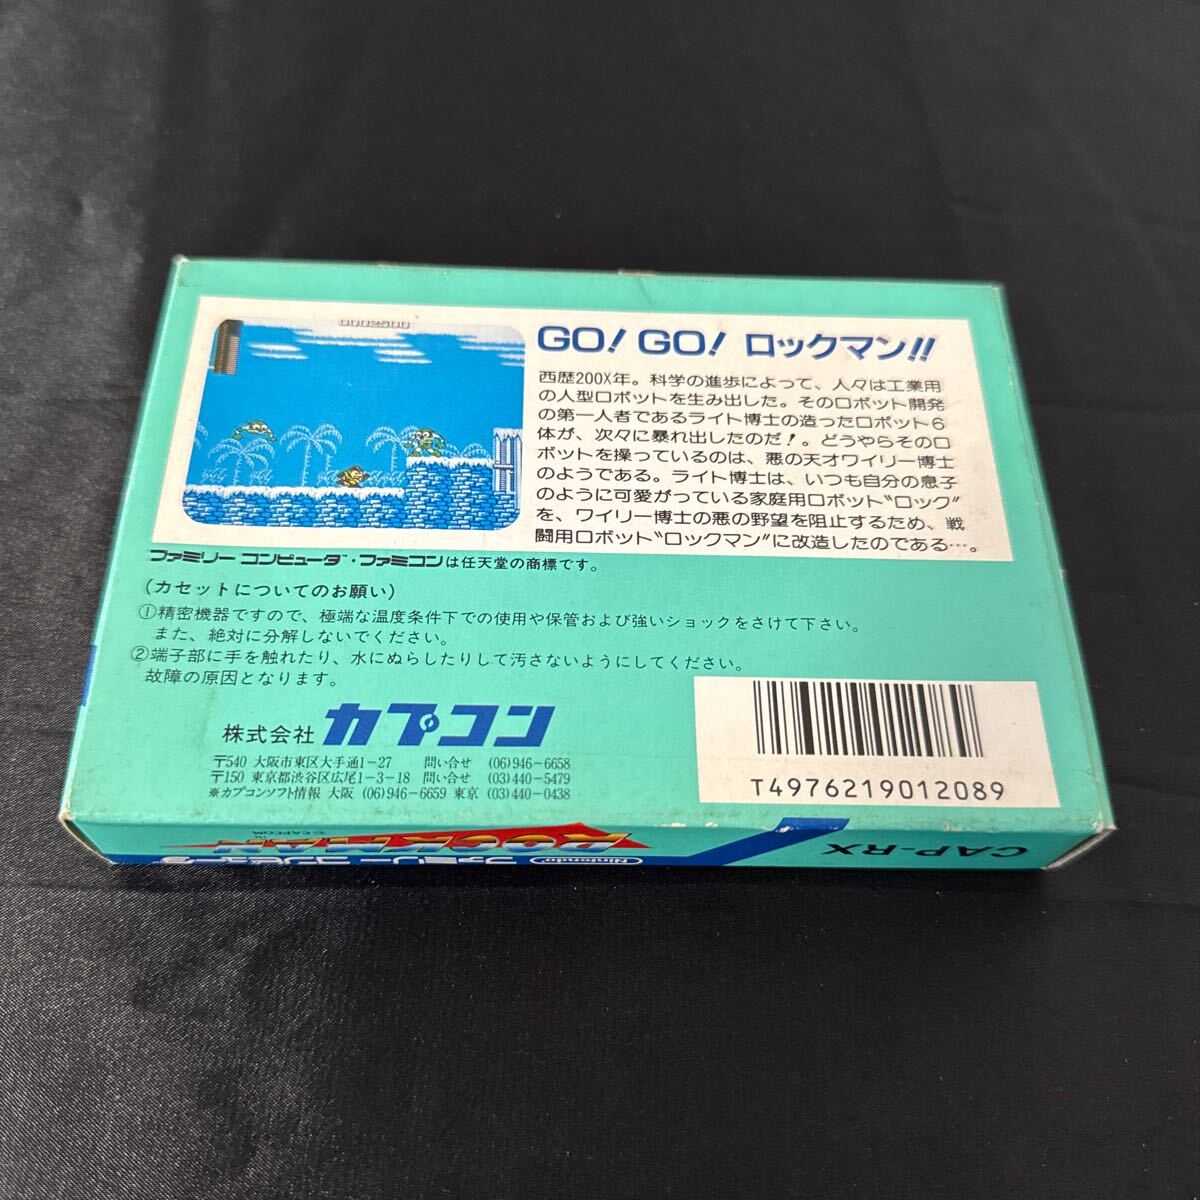 0002500
GO! GO! ロックマン!!
西歴200X年。科学の進歩によって、人々は工業用
の人型ロボットを生み出した。そのロボット開発
の第一人者であるライト博士の造ったロボット6
体が、次々に暴れ出したのだ!。どうやらそのロ
ボットを操っているのは、悪の天才ワイリー博士
のようである。ライト博士は、いつも自分の息子
のように可愛がっている家庭用ロボット〝ロック〟
を、ワイリー博士の悪の野望を阻止するため、戦
闘用ロボット〝ロックマン〟に改造したのである…。
ファミリーコンピュータ™・ファミコンは任天堂の商標です。
(カセットについてのお願い)
①精密機器ですので、極端な温度条件下での使用や保管および強いショックをさけて下さい。
また、絶対に分解しないでください。
②端子部に手を触れたり、水にぬらしたりして汚さないようにしてください。
故障の原因となります。
株式会社 カプコン
〒540 大阪市東区大手通1-27 問い合せ (06)946-6658
〒150 東京都渋谷区広尾1-3-18 問い合せ (03)440-5479
※カプコンソフト情報 大阪 (06)946-6659 東京 (03)440-0438
T4976219012089
CAP-RX
Nintendo
ファミリーコンピュータ
ROCKMAN™
©CAPCOM